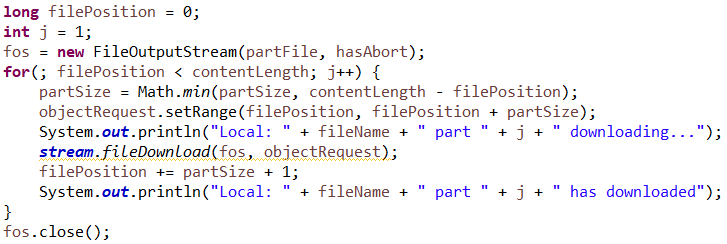 long filePosition = 0;
int j = 1;
fos = new FileOutputStream(partFile, hasAbort);
for(; filePosition < contentLength; j++) {
    partSize = Math.min(partSize, contentLength - filePosition);
    objectRequest.setRange(filePosition, filePosition + partSize);
    System.out.println("Local: " + fileName + " part " + j + " downloading...");
    stream.fileDownload(fos, objectRequest);
    filePosition += partSize + 1;
    System.out.println("Local: " + fileName + " part " + j + " has downloaded");
}
fos.close();